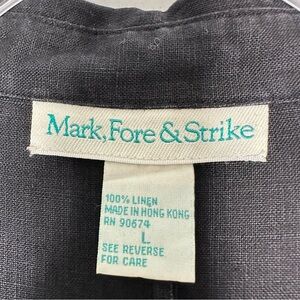 Mark, Fore & Strike
100% LINEN
MADE IN HONG KONG
RN 90674
L
SEE REVERSE
FOR CARE